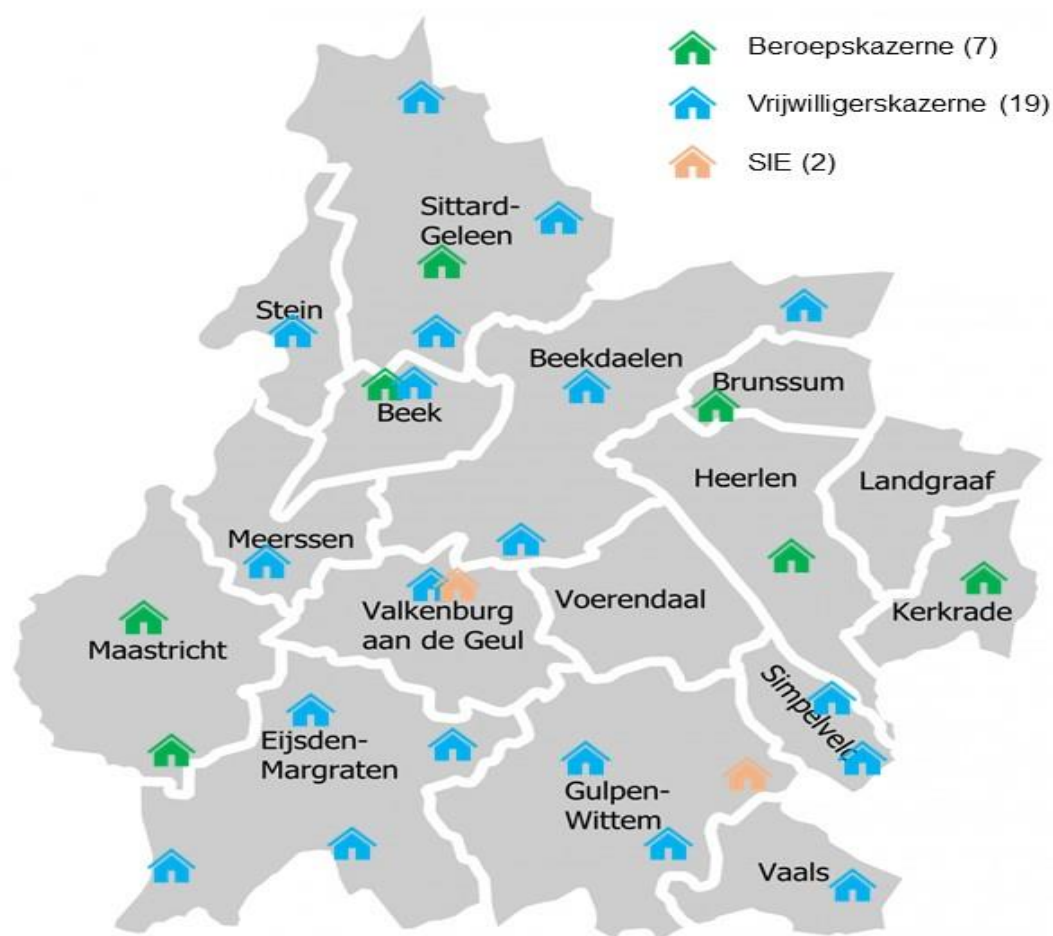 Beroepskazerne (7)
Vrijwilligerskazerne (19)
SIE (2)
Sittard-
Geleen
Stein
Beekdaelen
Brunssum
Beek
Heerlen
Landgraaf
Meerssen
Voerendaal
Kerkrade
Valkenburg
aan de Geul
Maastricht
Simpelveld
Eijsden-
Margraten
Gulpen-
Wittem
Vaals